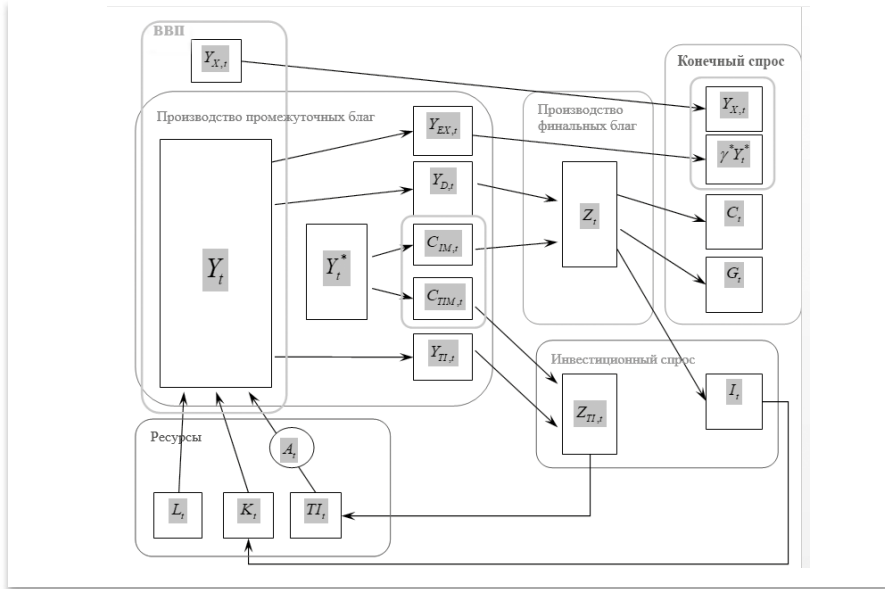 ВВП
Y_{X,t}
Конечный спрос
Y_{X,t}
γ^*Y_t^*
C_t
G_t
Производство промежуточных благ
Y_{EX,t}
Y_{D,t}
Y_t
Y_t^*
C_{IM,t}
C_{TIM,t}
Y_{TI,t}
Производство
финальных благ
Z_t
Инвестиционный спрос
Z_{TI,t}
I_t
Ресурсы
A_t
L_t
K_t
TI_t